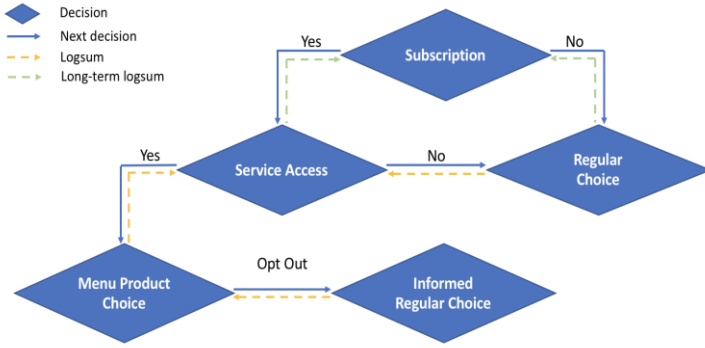 Decision
Next decision
Logsum
Long-term logsum
Yes
Subscription
No
Yes
Service Access
No
Regular
Choice
Menu Product
Choice
Opt Out
Informed
Regular Choice